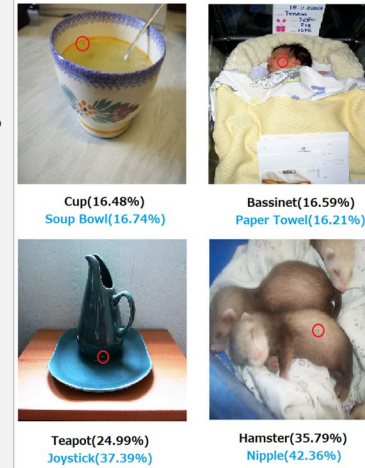 Cup(16.48%)
Soup Bowl(16.74%)
Bassinet(16.59%)
Paper Towel(16.21%)
Teapot(24.99%)
Joystick(37.39%)
Hamster(35.79%)
Nipple(42.36%)